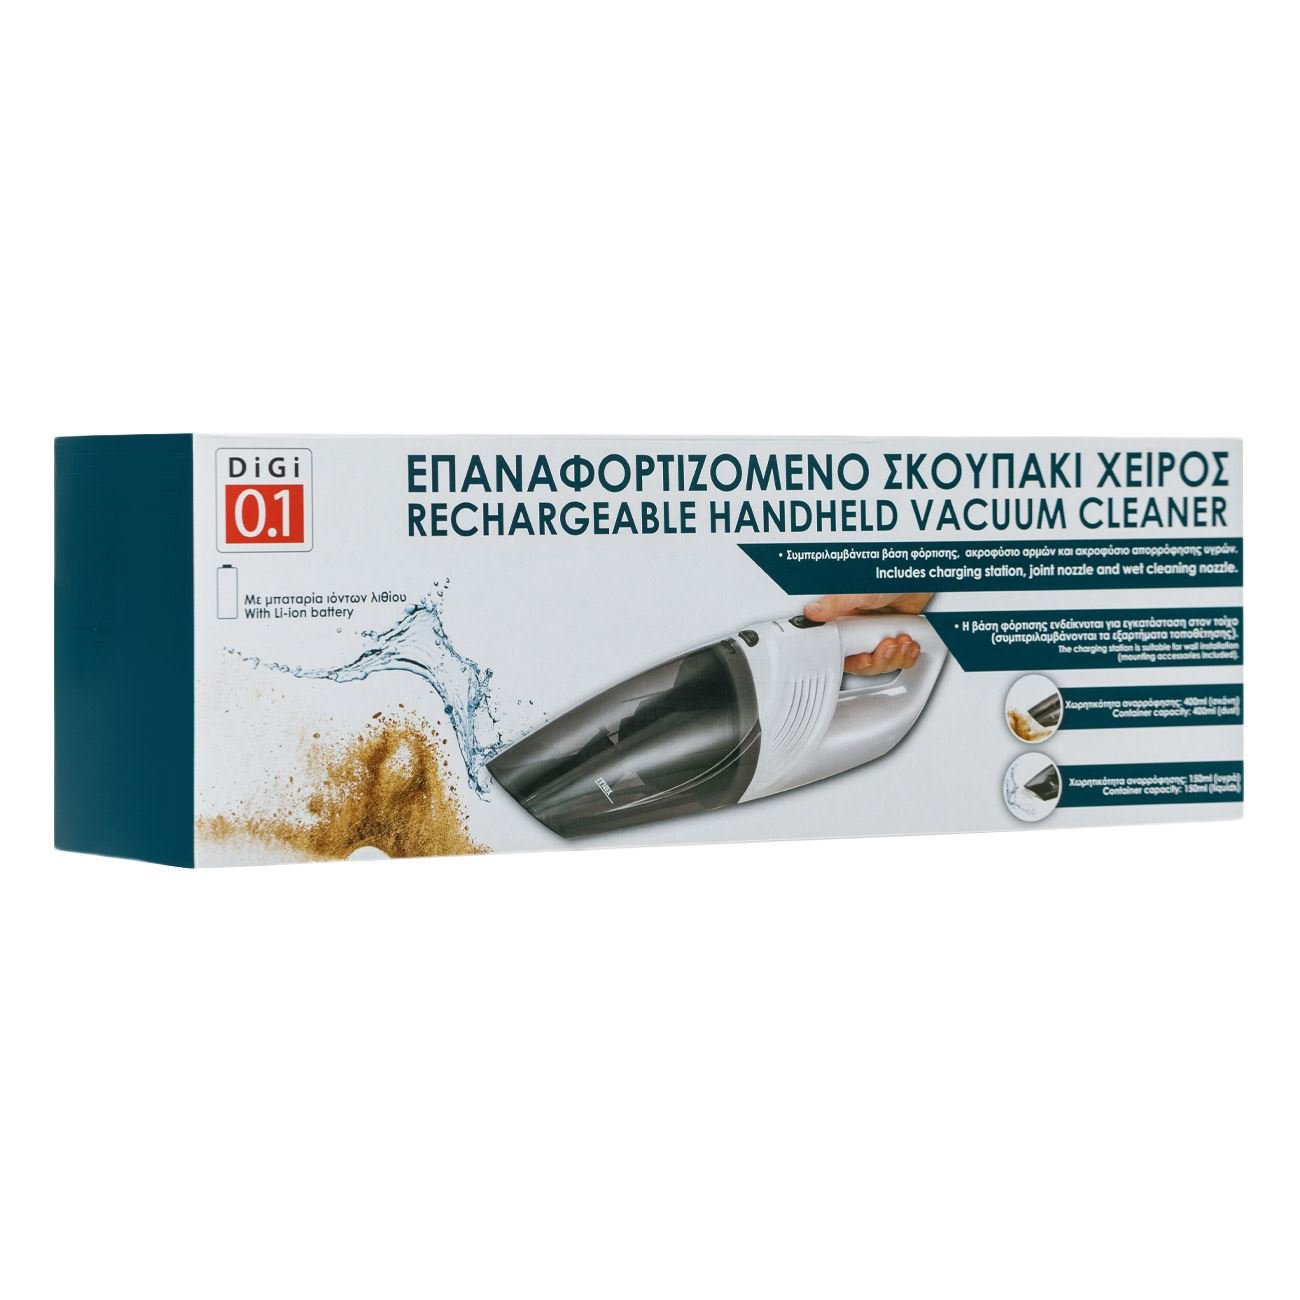 DiGi
0.1
ΕΠΑΝΑΦΟΡΤΙΖΟΜΕΝΟ ΣΚΟΥΠΑΚΙ ΧΕΙΡΟΣ
RECHARGEABLE HANDHELD VACUUM CLEANER
• Συμπεριλαμβάνεται βάση φόρτισης, ακροφύσιο αρμών και ακροφύσιο απορρόφησης υγρών.
Includes charging station, joint nozzle and wet cleaning nozzle.
Με μπαταρία ιόντων λιθίου
With Li-ion battery
• Η βάση φόρτισης ενδείκνυται για εγκατάσταση στον τοίχο
(συμπεριλαμβάνονται τα εξαρτήματα τοποθέτησης).
The charging station is suitable for wall installation
(mounting accessories included).
Χωρητικότητα αναρρόφησης: 400ml (σκόνη)
Container capacity: 400ml (dust)
Χωρητικότητα αναρρόφησης: 150ml (υγρά)
Container capacity: 150ml (liquids)
max